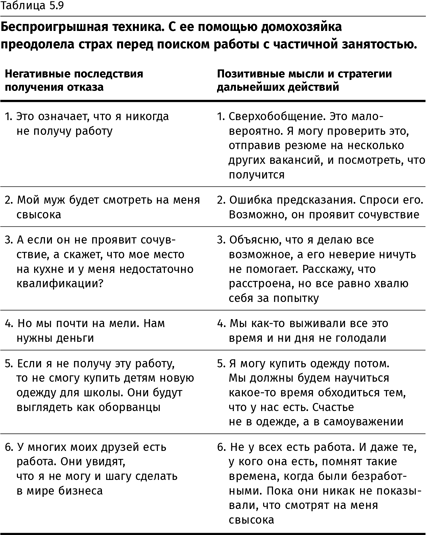 Таблица 5.9
Беспроигрышная техника. С ее помощью домохозяйка
преодолела страх перед поиском работы с частичной занятостью.
Негативные последствия
получения отказа
Позитивные мысли и стратегии
дальнейших действий
1. Это означает, что я никогда
не получу работу
1. Сверхобобщение. Это мало-
вероятно. Я могу проверить это,
отправив резюме на несколько
других вакансий, и посмотреть, что
получится
2. Мой муж будет смотреть на меня
свысока
2. Ошибка предсказания. Спроси его.
Возможно, он проявит сочувствие
3. А если он не проявит сочув-
ствие, а скажет, что мое место
на кухне и у меня недостаточно
квалификации?
3. Объясню, что я делаю все
возможное, а его неверие ничуть
не помогает. Расскажу, что
расстроена, но все равно хвалю
себя за попытку
4. Но мы почти на мели. Нам
нужны деньги
4. Мы как-то выживали все это
время и ни дня не голодали
5. Если я не получу эту работу,
то не смогу купить детям новую
одежду для школы. Они будут
выглядеть как оборванцы
5. Я могу купить одежду потом.
Мы должны будем научиться
какое-то время обходиться тем,
что у нас есть. Счастье
не в одежде, а в самоуважении
6. У многих моих друзей есть
работа. Они увидят,
что я не могу и шагу сделать
в мире бизнеса
6. Не у всех есть работа. И даже те,
у кого она есть, помнят такие
времена, когда были безработ-
ными. Пока они никак не показы-
вали, что смотрят на меня
свысока